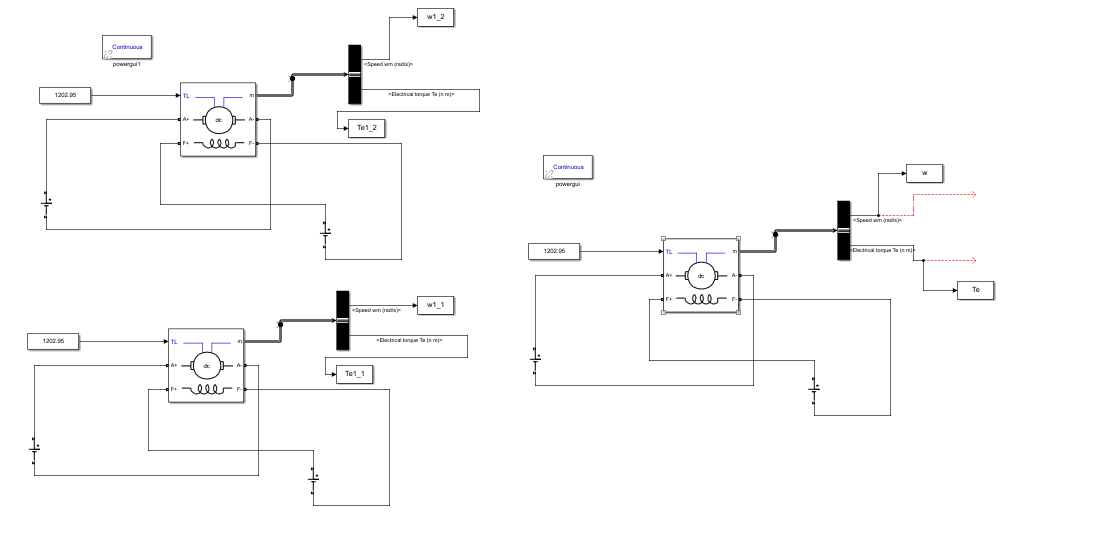 w1_2
Continuous
powergui1
<Speed wm (rad/s)>
1202.95
TL
m
<Electrical torque Te (n m)>
A+
dc
A-
Te1_2
F+
F-
Continuous
powergui
w
<Speed wm (rad/s)>
1202.95
TL
m
<Electrical torque Te (n m)>
A+
dc
A-
Te
F+
F-
w1_1
<Speed wm (rad/s)>
1202.95
TL
m
<Electrical torque Te (n m)>
A+
dc
A-
Te1_1
F+
F-